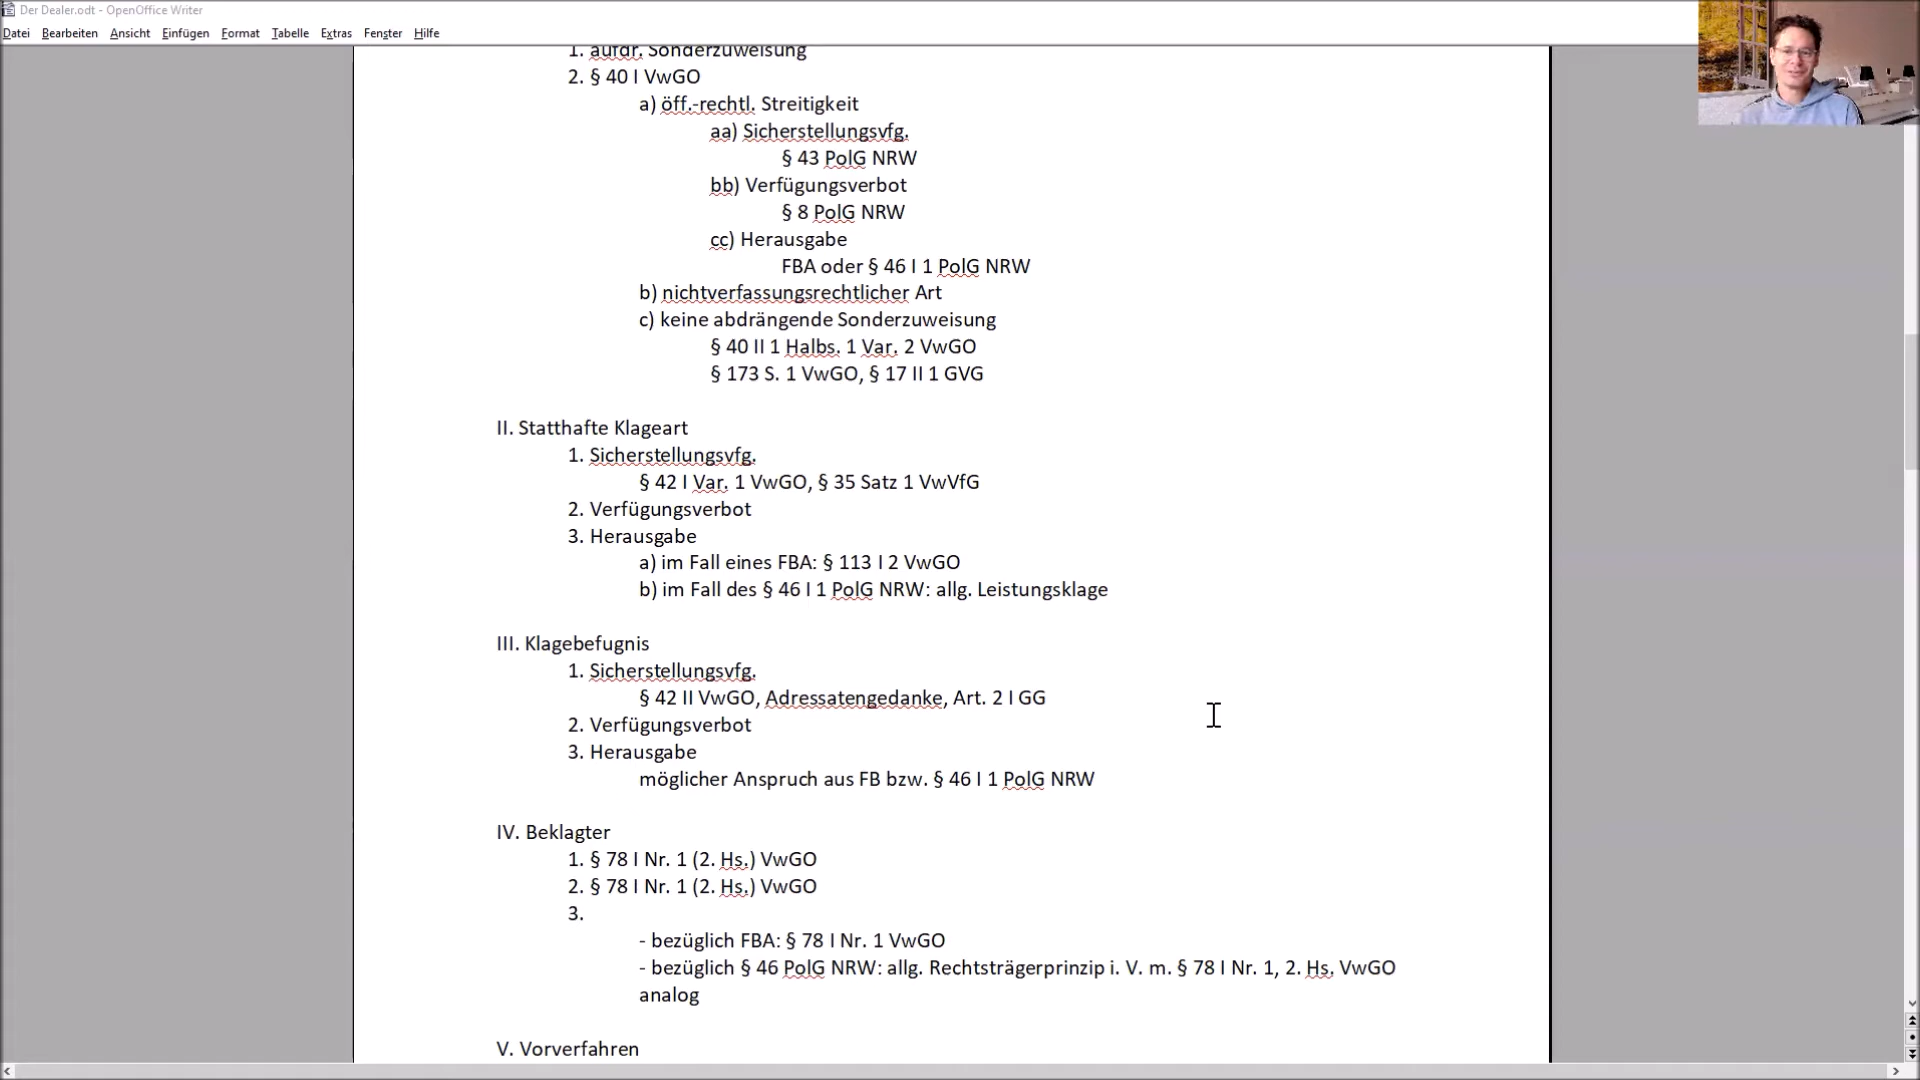 Der Dealer.odt - OpenOffice Writer
Datei Bearbeiten Ansicht Einfügen Format Tabelle Extras Fenster Hilfe
1. aufdr. Sonderzuweisung
2. § 40 I VwGO
a) öff.-rechtl. Streitigkeit
aa) Sicherstellungsvfg.
§ 43 PolG NRW
bb) Verfügungsverbot
§ 8 PolG NRW
cc) Herausgabe
FBA oder § 46 I 1 PolG NRW
b) nichtverfassungsrechtlicher Art
c) keine abdrängende Sonderzuweisung
§ 40 II 1 Halbs. 1 Var. 2 VwGO
§ 173 S. 1 VwGO, § 17 II 1 GVG
II. Statthafte Klageart
1. Sicherstellungsvfg.
§ 42 I Var. 1 VwGO, § 35 Satz 1 VwVfG
2. Verfügungsverbot
3. Herausgabe
a) im Fall eines FBA: § 113 I 2 VwGO
b) im Fall des § 46 I 1 PolG NRW: allg. Leistungsklage
III. Klagebefugnis
1. Sicherstellungsvfg.
§ 42 II VwGO, Adressatengedanke, Art. 2 I GG
2. Verfügungsverbot
3. Herausgabe
möglicher Anspruch aus FB bzw. § 46 I 1 PolG NRW
IV. Beklagter
1. § 78 I Nr. 1 (2. Hs.) VwGO
2. § 78 I Nr. 1 (2. Hs.) VwGO
3.
- bezüglich FBA: § 78 I Nr. 1 VwGO
- bezüglich § 46 PolG NRW: allg. Rechtsträgerprinzip i. V. m. § 78 I Nr. 1, 2. Hs. VwGO
analog
V. Vorverfahren